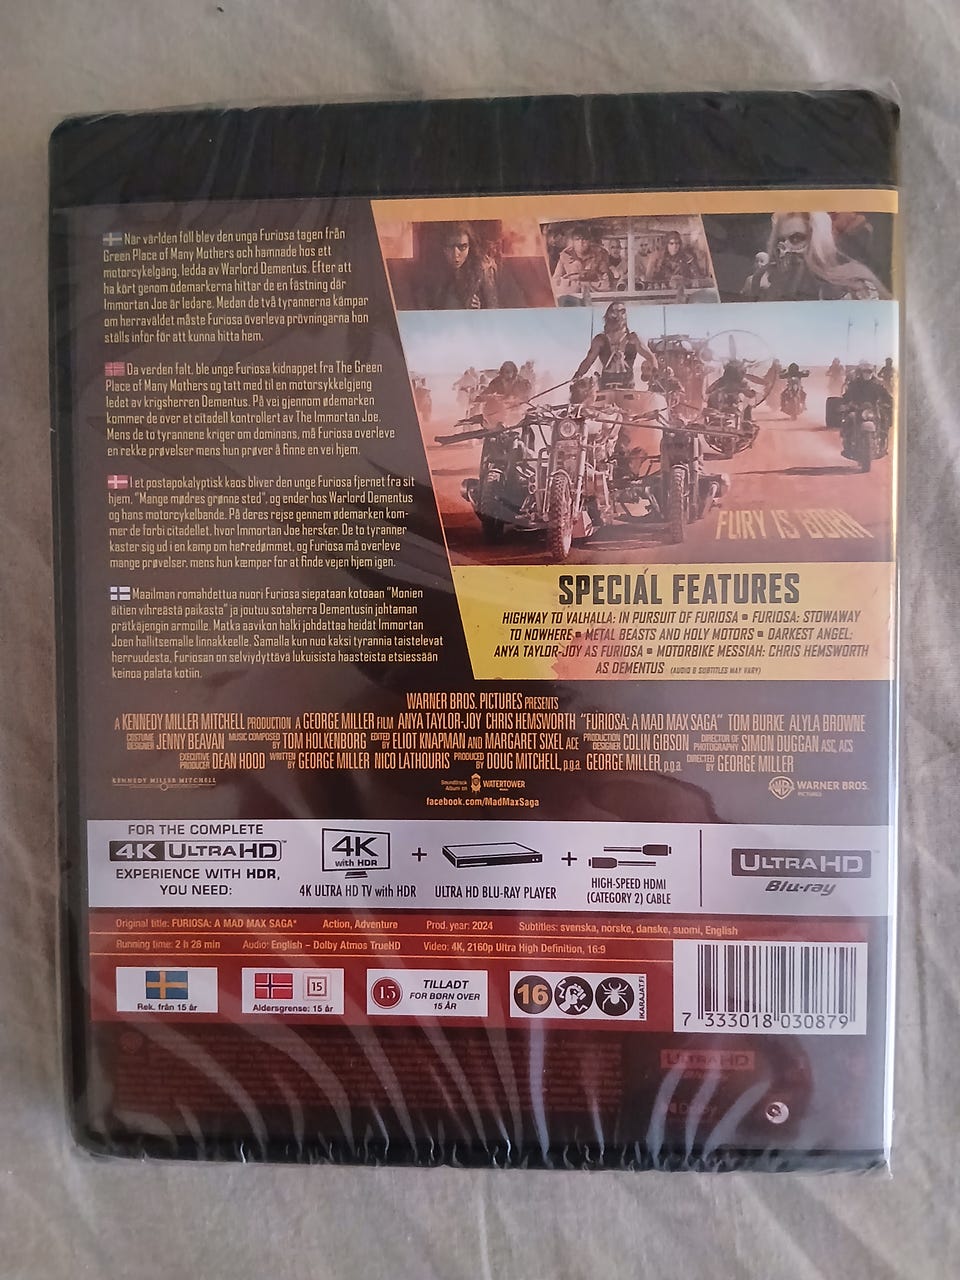 När världen föll blev den unga Furiosa tagen från
Green Place of Many Mothers och hamnade hos ett
motorcykelgäng, ledda av Warlord Dementus. Efter att
ha kört genom ödemarkerna hittar de en fästning där
Immortan Joe är ledare. Medan de två tyrannerna kämpar
om herraväldet måste Furiosa överleva prövningarna hon
ställs inför för att kunna hitta hem.
Da verden falt, ble unge Furiosa kidnappet fra The Green
Place of Many Mothers og tatt med til en motorsykkelgjeng
ledet av krigsherren Dementus. På vei gjennom ødemarken
kommer de over et citadell kontrollert av The Immortan Joe.
Mens de to tyrannene kriger om dominans, må Furiosa overleve
en rekke prøvelser mens hun prøver å finne en vei hjem.
I et postapokalyptisk kaos bliver den unge Furiosa fjernet fra sit
hjem, "Mange mødres grønne sted", og ender hos Warlord Dementus
og hans motorcykelbande. På deres rejse gennem ødemarken kom-
mer de forbi citadellet, hvor Immortan Joe hersker. De to tyranner
kaster sig ud i en kamp om herredømmet, og Furiosa må overleve
mange prøvelser, mens hun kæmper for at finde vejen hjem igen.
Maailman romahdettua nuori Furiosa siepataan kotoaan "Monien
äitien vihreästä paikasta" ja joutuu sotaherra Dementusin johtaman
prätkäjengin armoille. Matka aavikon halki johdattaa heidät Immortan
Joen hallitsemalle linnakkeelle. Samalla kun nuo kaksi tyrannia taistelevat
herruudesta, Furiosan on selviydyttävä lukuisista haasteista etsiessään
keinoa palata kotiin.
FURY IS BORN
SPECIAL FEATURES
HIGHWAY TO VALHALLA: IN PURSUIT OF FURIOSA ▪ FURIOSA: STOWAWAY
TO NOWHERE ▪ METAL BEASTS AND HOLY MOTORS ▪ DARKEST ANGEL:
ANYA TAYLOR-JOY AS FURIOSA ▪ MOTORBIKE MESSIAH: CHRIS HEMSWORTH
AS DEMENTUS (AUDIO & SUBTITLES MAY VARY)
WARNER BROS. PICTURES PRESENTS
A KENNEDY MILLER MITCHELL PRODUCTION A GEORGE MILLER FILM ANYA TAYLOR-JOY CHRIS HEMSWORTH "FURIOSA: A MAD MAX SAGA" TOM BURKE ALYLA BROWNE
COSTUME DESIGNER JENNY BEAVAN MUSIC COMPOSED BY TOM HOLKENBORG EDITED BY ELIOT KNAPMAN AND MARGARET SIXEL ACE PRODUCTION DESIGNER COLIN GIBSON DIRECTOR OF PHOTOGRAPHY SIMON DUGGAN ASC, ACS
EXECUTIVE PRODUCER DEAN HOOD WRITTEN BY GEORGE MILLER NICO LATHOURIS PRODUCED BY DOUG MITCHELL, p.g.a. GEORGE MILLER, p.g.a. DIRECTED BY GEORGE MILLER
KENNEDY MILLER MITCHELL
Soundtrack Album on WATERTOWER
WARNER BROS. PICTURES
facebook.com/MadMaxSaga
FOR THE COMPLETE
4K ULTRA HD
EXPERIENCE WITH HDR,
YOU NEED:
4K with HDR
4K ULTRA HD TV with HDR
+
ULTRA HD BLU-RAY PLAYER
+
HIGH-SPEED HDMI
(CATEGORY 2) CABLE
ULTRA HD
Blu-ray
Original title: FURIOSA: A MAD MAX SAGA* Action, Adventure Prod. year: 2024 Subtitles: svenska, norske, danske, suomi, English
Running time: 2 h 28 min Audio: English – Dolby Atmos TrueHD Video: 4K, 2160p Ultra High Definition, 16:9
Rek. från 15 år
15
Aldersgrense: 15 år
15
TILLADT
FOR BØRN OVER
15 ÅR
16
IKARAJAT.FI
7 333018 030879
ULTRA HD
Dolby